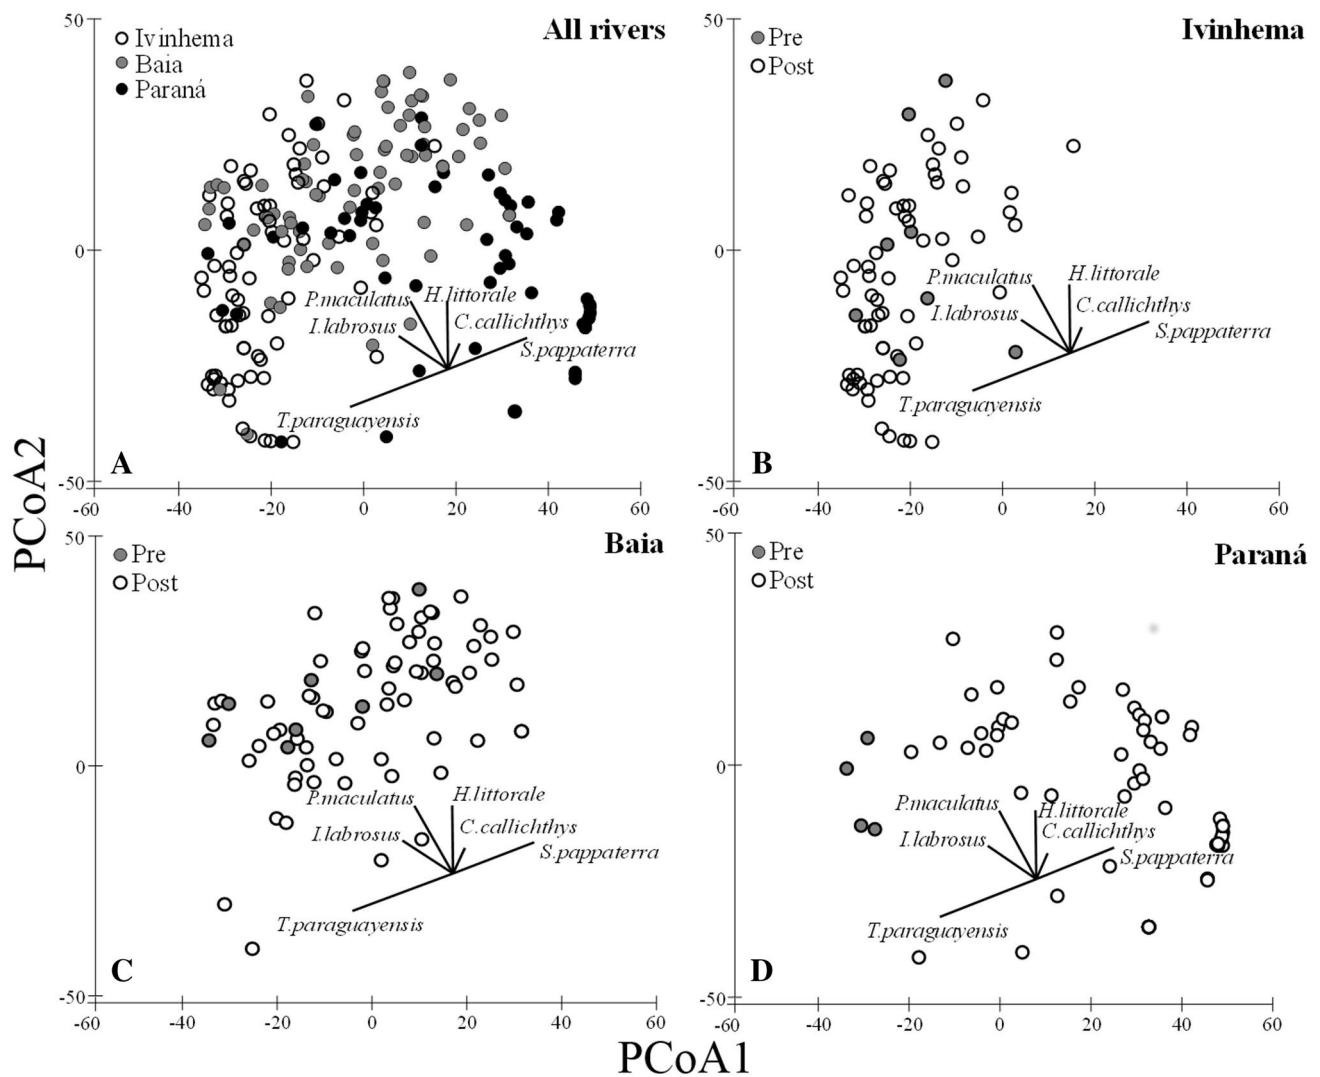 All rivers
Ivinhema
Baia
Paraná
50
0
-50
P.maculatus
H.littorale
I.labrosus
C.callichthys
S.pappaterra
T.paraguayensis
A
-60 -40 -20 0 20 40 60
Ivinhema
Pre
Post
50
0
-50
P.maculatus
H.littorale
I.labrosus
C.callichthys
S.pappaterra
T.paraguayensis
B
-60 -40 -20 0 20 40 60
PCoA2
Baia
Pre
Post
50
0
-50
P.maculatus
H.littorale
I.labrosus
C.callichthys
S.pappaterra
T.paraguayensis
C
-60 -40 -20 0 20 40 60
Paraná
Pre
Post
50
0
-50
P.maculatus
H.littorale
I.labrosus
C.callichthys
S.pappaterra
T.paraguayensis
D
-60 -40 -20 0 20 40 60
PCoA1